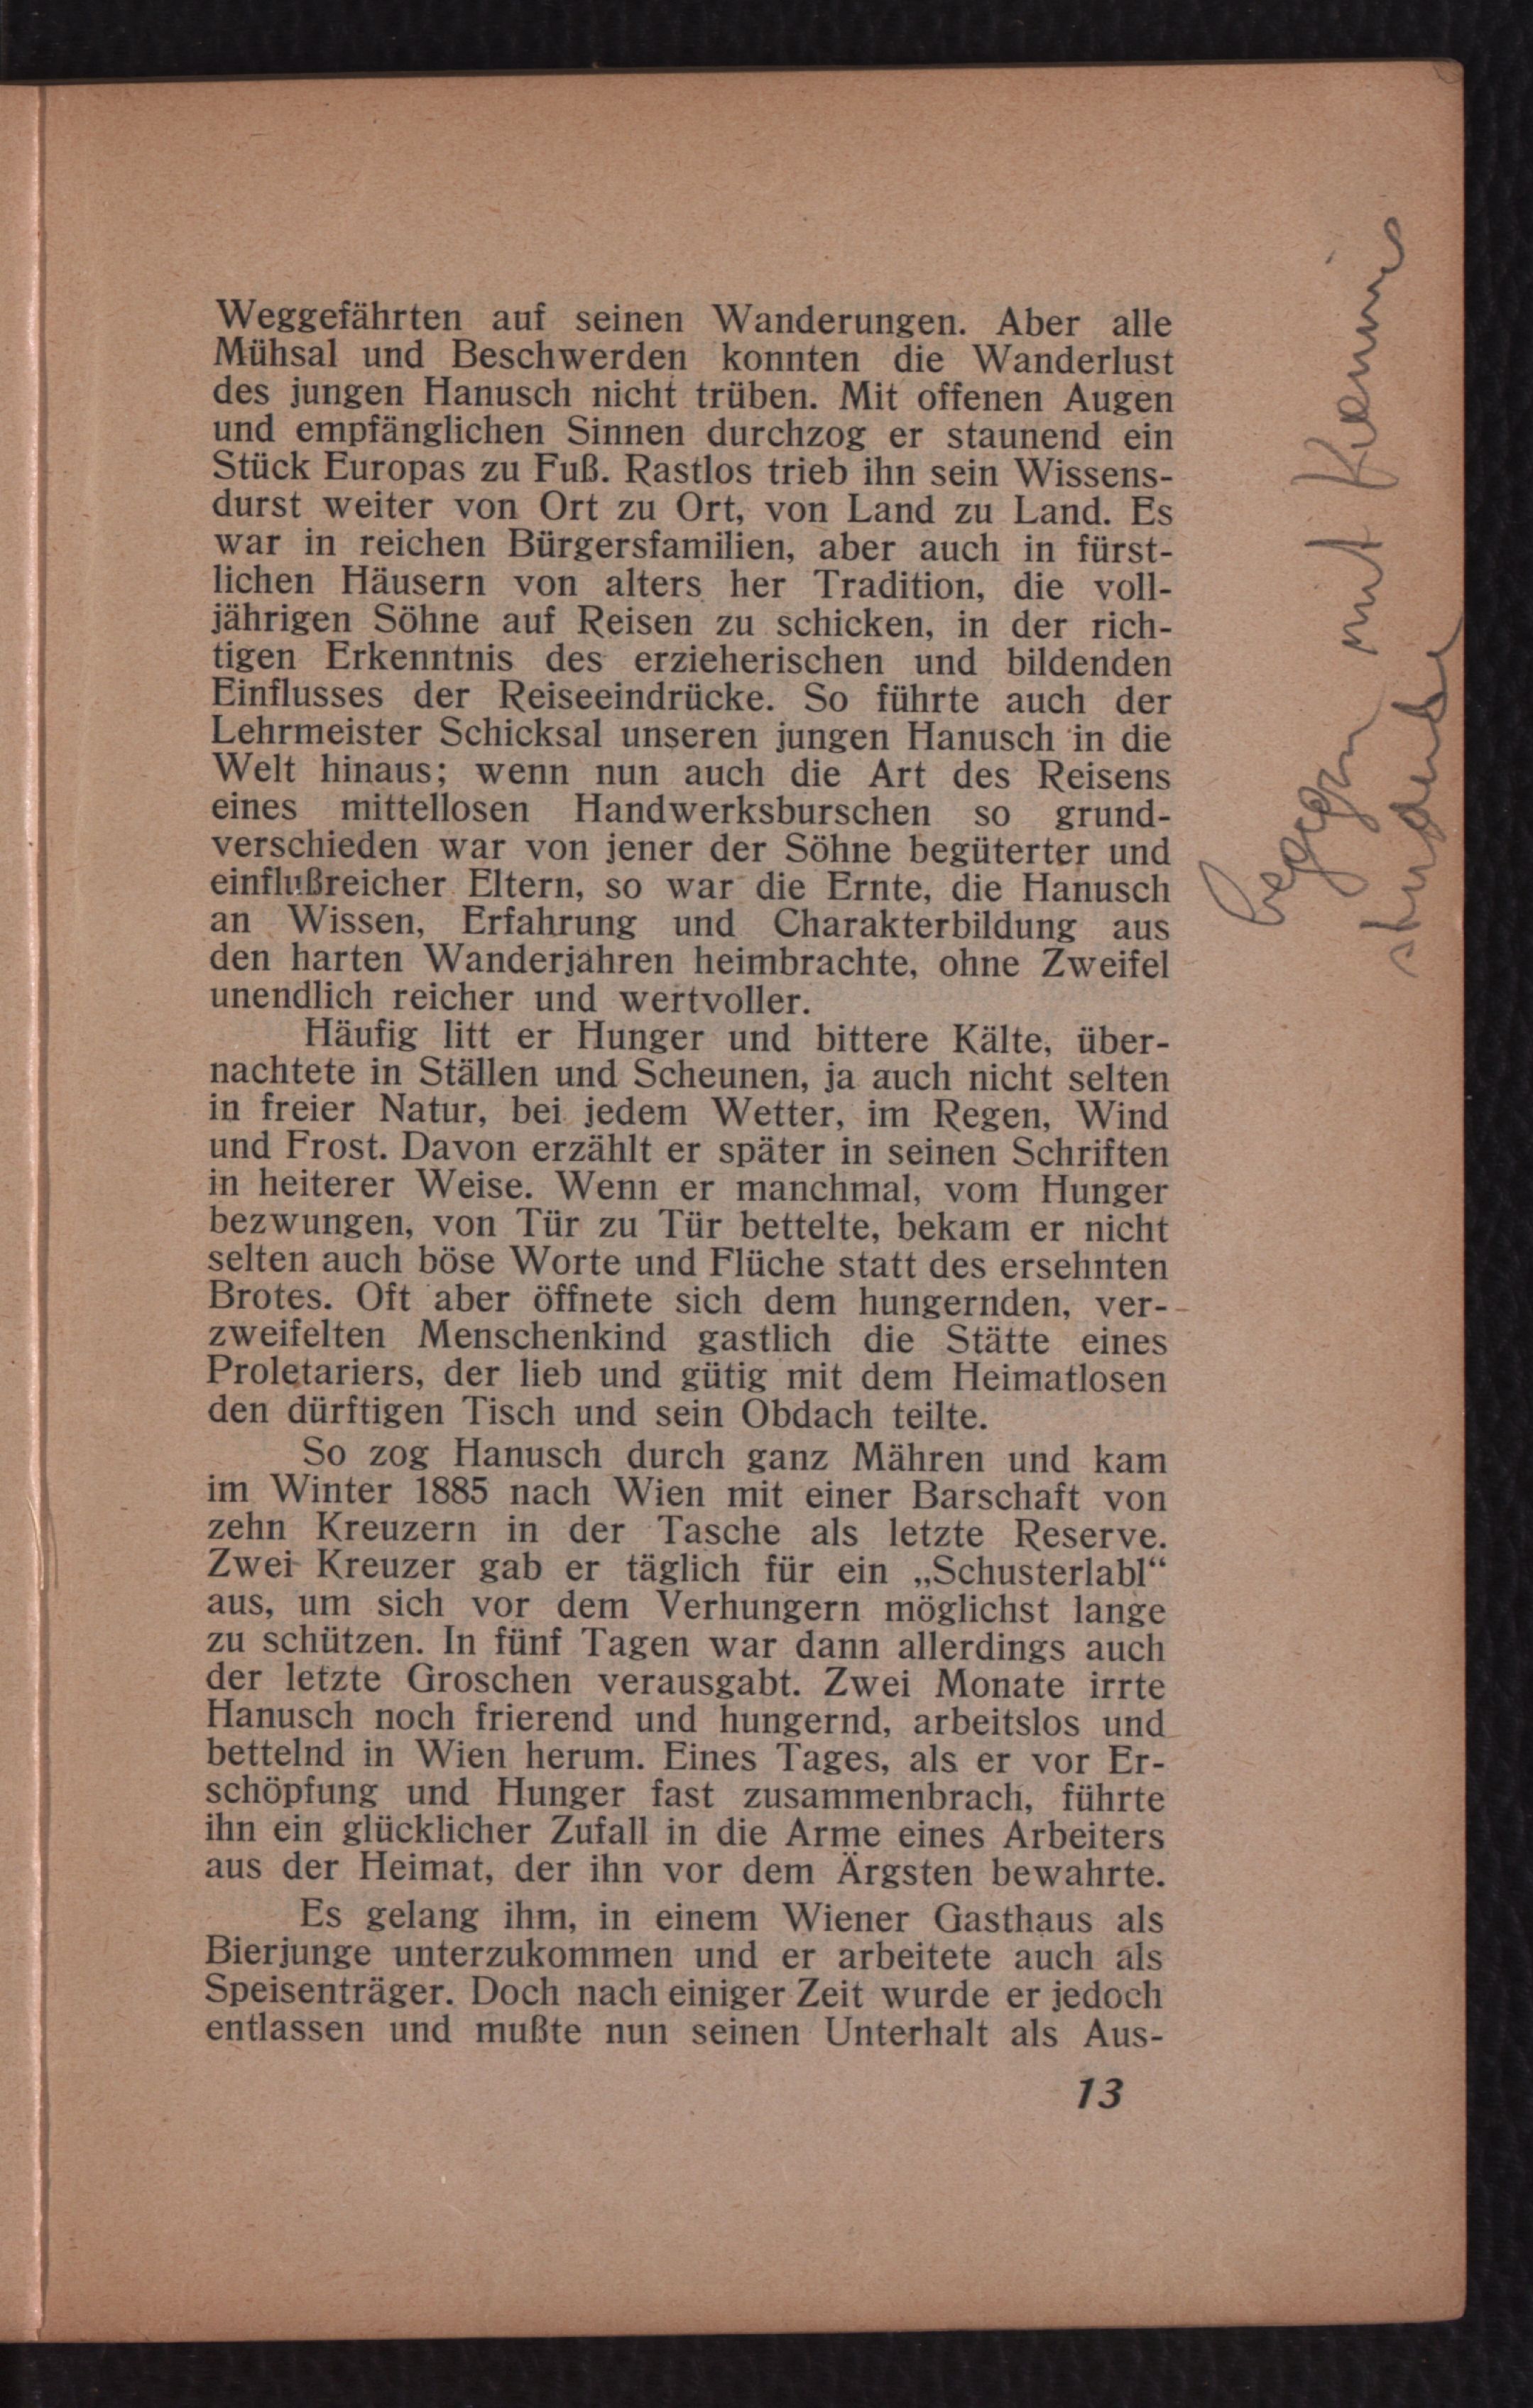 Weggefährten auf seinen Wanderungen. Aber alle
Mühsal und Beschwerden konnten die Wanderlust
des jungen Hanusch nicht trüben. Mit offenen Augen
und empfänglichen Sinnen durchzog er staunend ein
Stück Europas zu Fuß. Rastlos trieb ihn sein Wissens-
durst weiter von Ort zu Ort, von Land zu Land. Es
war in reichen Bürgersfamilien, aber auch in fürst-
lichen Häusern von alters her Tradition, die voll-
jährigen Söhne auf Reisen zu schicken, in der rich-
tigen Erkenntnis des erzieherischen und bildenden
Einflusses der Reiseeindrücke. So führte auch der
Lehrmeister Schicksal unseren jungen Hanusch in die
Welt hinaus; wenn nun auch die Art des Reisens
eines mittellosen Handwerksburschen so grund-
verschieden war von jener der Söhne begüterter und
einflußreicher Eltern, so war die Ernte, die Hanusch
an Wissen, Erfahrung und Charakterbildung aus
den harten Wanderjahren heimbrachte, ohne Zweifel
unendlich reicher und wertvoller.
Häufig litt er Hunger und bittere Kälte, über-
nachtete in Ställen und Scheunen, ja auch nicht selten
in freier Natur, bei jedem Wetter, im Regen, Wind
und Frost. Davon erzählt er später in seinen Schriften
in heiterer Weise. Wenn er manchmal, vom Hunger
bezwungen, von Tür zu Tür bettelte, bekam er nicht
selten auch böse Worte und Flüche statt des ersehnten
Brotes. Oft aber öffnete sich dem hungernden, ver-
zweifelten Menschenkind gastlich die Stätte eines
Proletariers, der lieb und gütig mit dem Heimatlosen
den dürftigen Tisch und sein Obdach teilte.
So zog Hanusch durch ganz Mähren und kam
im Winter 1885 nach Wien mit einer Barschaft von
zehn Kreuzern in der Tasche als letzte Reserve.
Zwei Kreuzer gab er täglich für ein „Schusterlabl“
aus, um sich vor dem Verhungern möglichst lange
zu schützen. In fünf Tagen war dann allerdings auch
der letzte Groschen verausgabt. Zwei Monate irrte
Hanusch noch frierend und hungernd, arbeitslos und
bettelnd in Wien herum. Eines Tages, als er vor Er-
schöpfung und Hunger fast zusammenbrach, führte
ihn ein glücklicher Zufall in die Arme eines Arbeiters
aus der Heimat, der ihn vor dem Ärgsten bewahrte.
Es gelang ihm, in einem Wiener Gasthaus als
Bierjunge unterzukommen und er arbeitete auch als
Speisenträger. Doch nach einiger Zeit wurde er jedoch
entlassen und mußte nun seinen Unterhalt als Aus-
13
mit